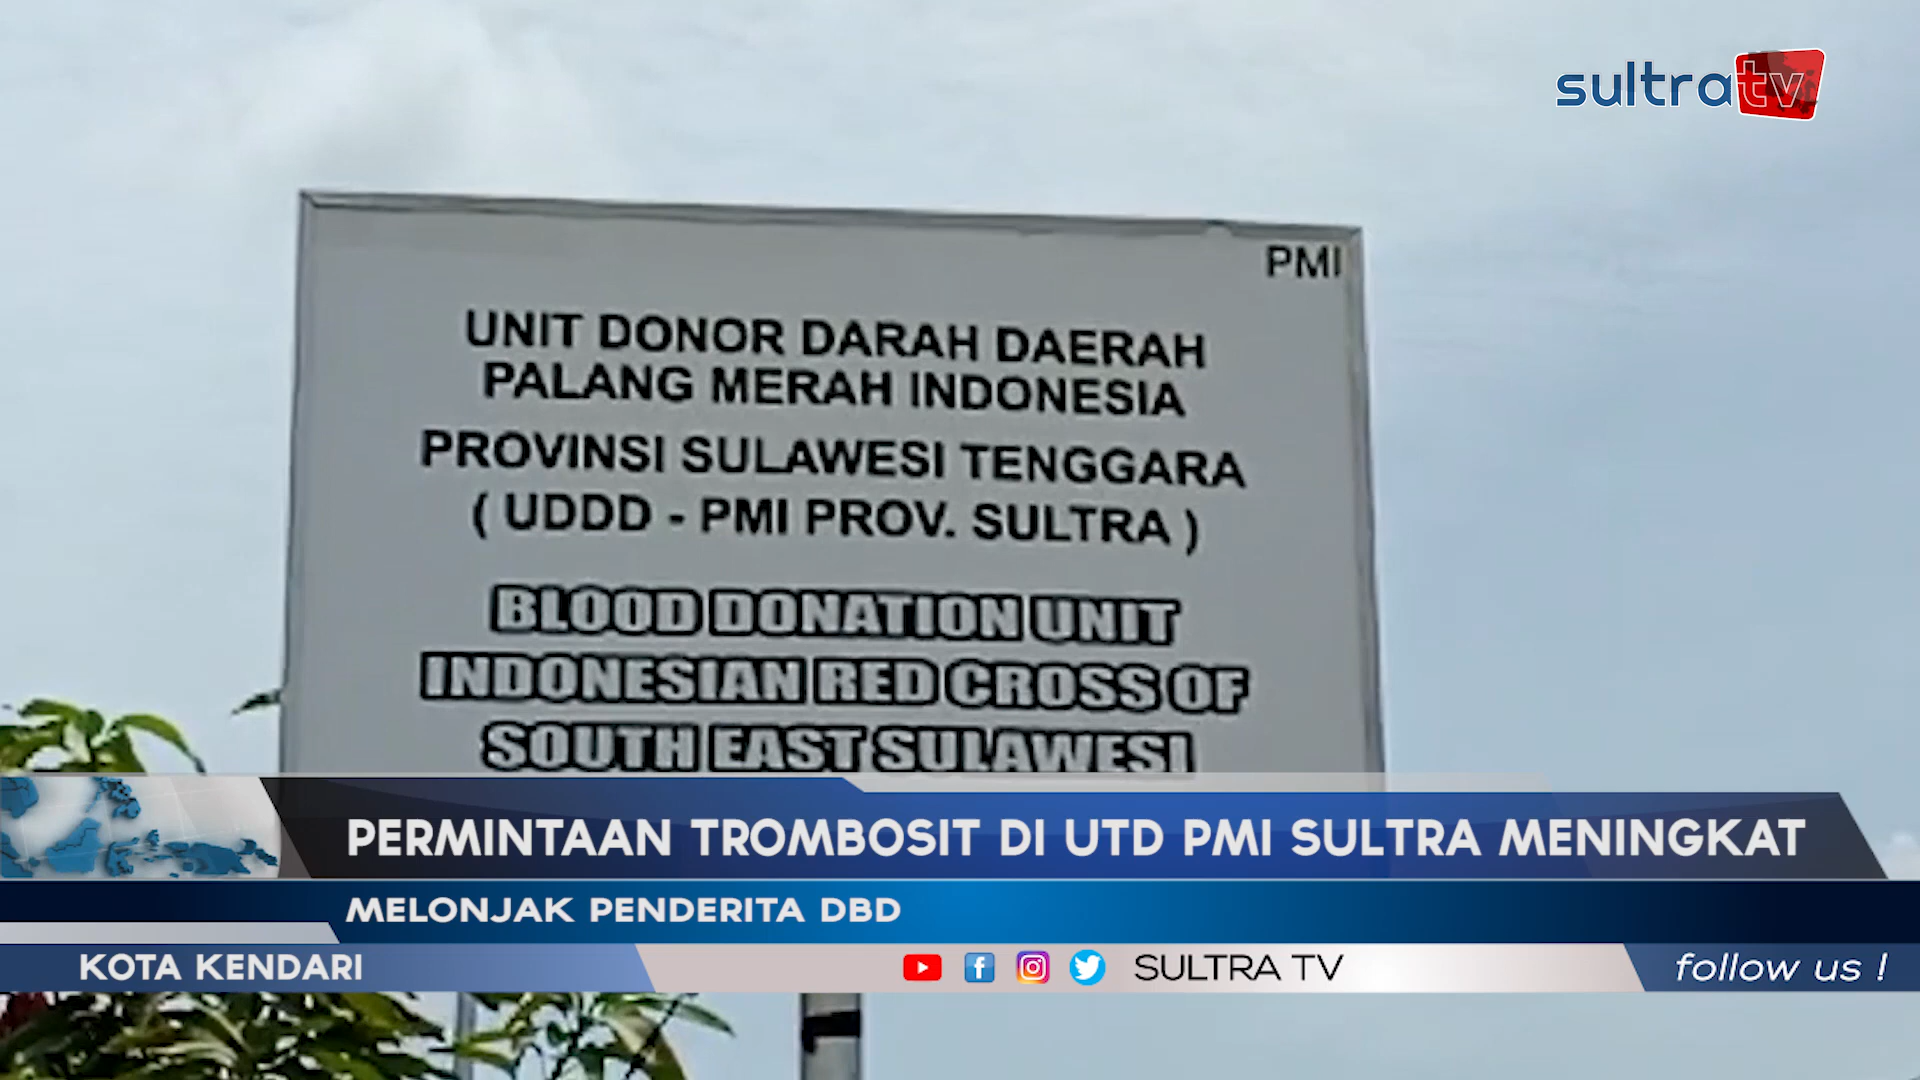 sultratv
PMI
UNIT DONOR DARAH DAERAH
PALANG MERAH INDONESIA
PROVINSI SULAWESI TENGGARA
( UDDD - PMI PROV. SULTRA )
BLOOD DONATION UNIT
INDONESIAN RED CROSS OF
SOUTH EAST SULAWESI
PERMINTAAN TROMBOSIT DI UTD PMI SULTRA MENINGKAT
MELONJAK PENDERITA DBD
KOTA KENDARI
SULTRA TV
follow us !